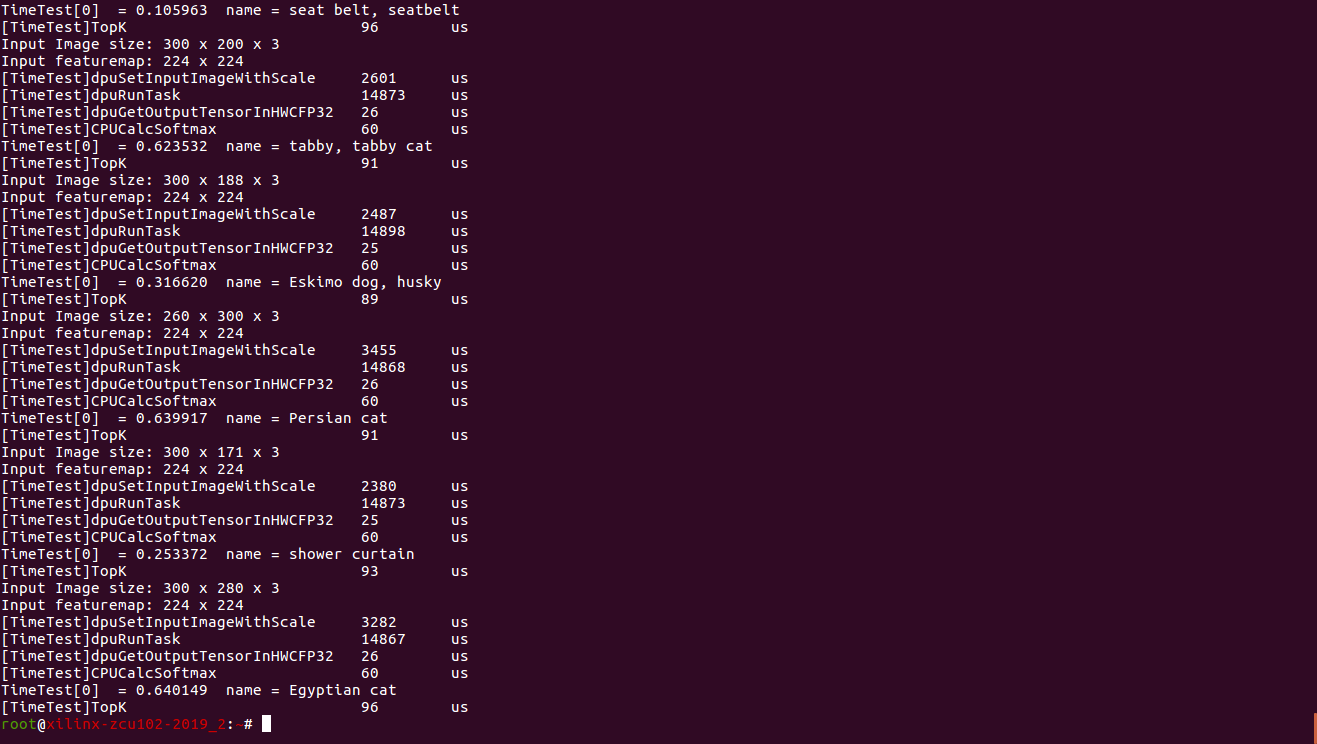 TimeTest[0]  = 0.105963  name = seat belt, seatbelt
[TimeTest]TopK                          96        us
Input Image size: 300 x 200 x 3
Input featuremap: 224 x 224
[TimeTest]dpuSetInputImageWithScale     2601      us
[TimeTest]dpuRunTask                    14873     us
[TimeTest]dpuGetOutputTensorInHWCFP32   26        us
[TimeTest]CPUCalcSoftmax                60        us
TimeTest[0]  = 0.623532  name = tabby, tabby cat
[TimeTest]TopK                          91        us
Input Image size: 300 x 188 x 3
Input featuremap: 224 x 224
[TimeTest]dpuSetInputImageWithScale     2487      us
[TimeTest]dpuRunTask                    14898     us
[TimeTest]dpuGetOutputTensorInHWCFP32   25        us
[TimeTest]CPUCalcSoftmax                60        us
TimeTest[0]  = 0.316620  name = Eskimo dog, husky
[TimeTest]TopK                          89        us
Input Image size: 260 x 300 x 3
Input featuremap: 224 x 224
[TimeTest]dpuSetInputImageWithScale     3455      us
[TimeTest]dpuRunTask                    14868     us
[TimeTest]dpuGetOutputTensorInHWCFP32   26        us
[TimeTest]CPUCalcSoftmax                60        us
TimeTest[0]  = 0.639917  name = Persian cat
[TimeTest]TopK                          91        us
Input Image size: 300 x 171 x 3
Input featuremap: 224 x 224
[TimeTest]dpuSetInputImageWithScale     2380      us
[TimeTest]dpuRunTask                    14873     us
[TimeTest]dpuGetOutputTensorInHWCFP32   25        us
[TimeTest]CPUCalcSoftmax                60        us
TimeTest[0]  = 0.253372  name = shower curtain
[TimeTest]TopK                          93        us
Input Image size: 300 x 280 x 3
Input featuremap: 224 x 224
[TimeTest]dpuSetInputImageWithScale     3282      us
[TimeTest]dpuRunTask                    14867     us
[TimeTest]dpuGetOutputTensorInHWCFP32   26        us
[TimeTest]CPUCalcSoftmax                60        us
TimeTest[0]  = 0.640149  name = Egyptian cat
[TimeTest]TopK                          96        us
root@xilinx-zcu102-2019_2:~#